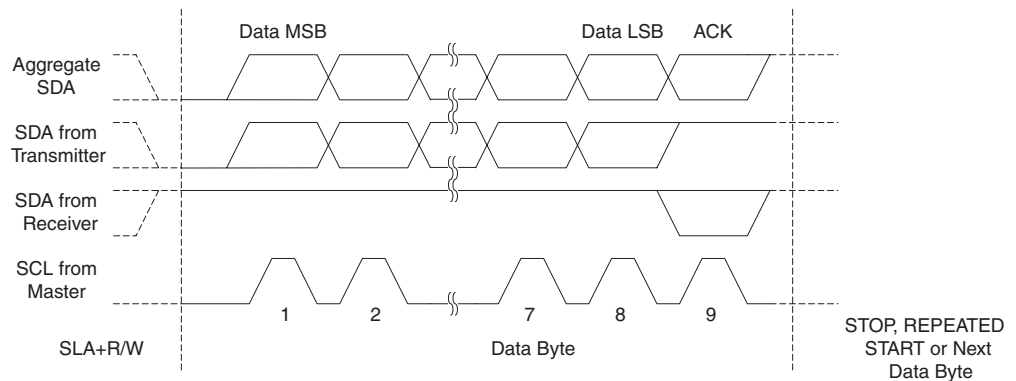 Data MSB
Data LSB
ACK
Aggregate
SDA
SDA from
Transmitter
SDA from
Receiver
SCL from
Master
1
2
7
8
9
SLA+R/W
Data Byte
STOP, REPEATED
START or Next
Data Byte